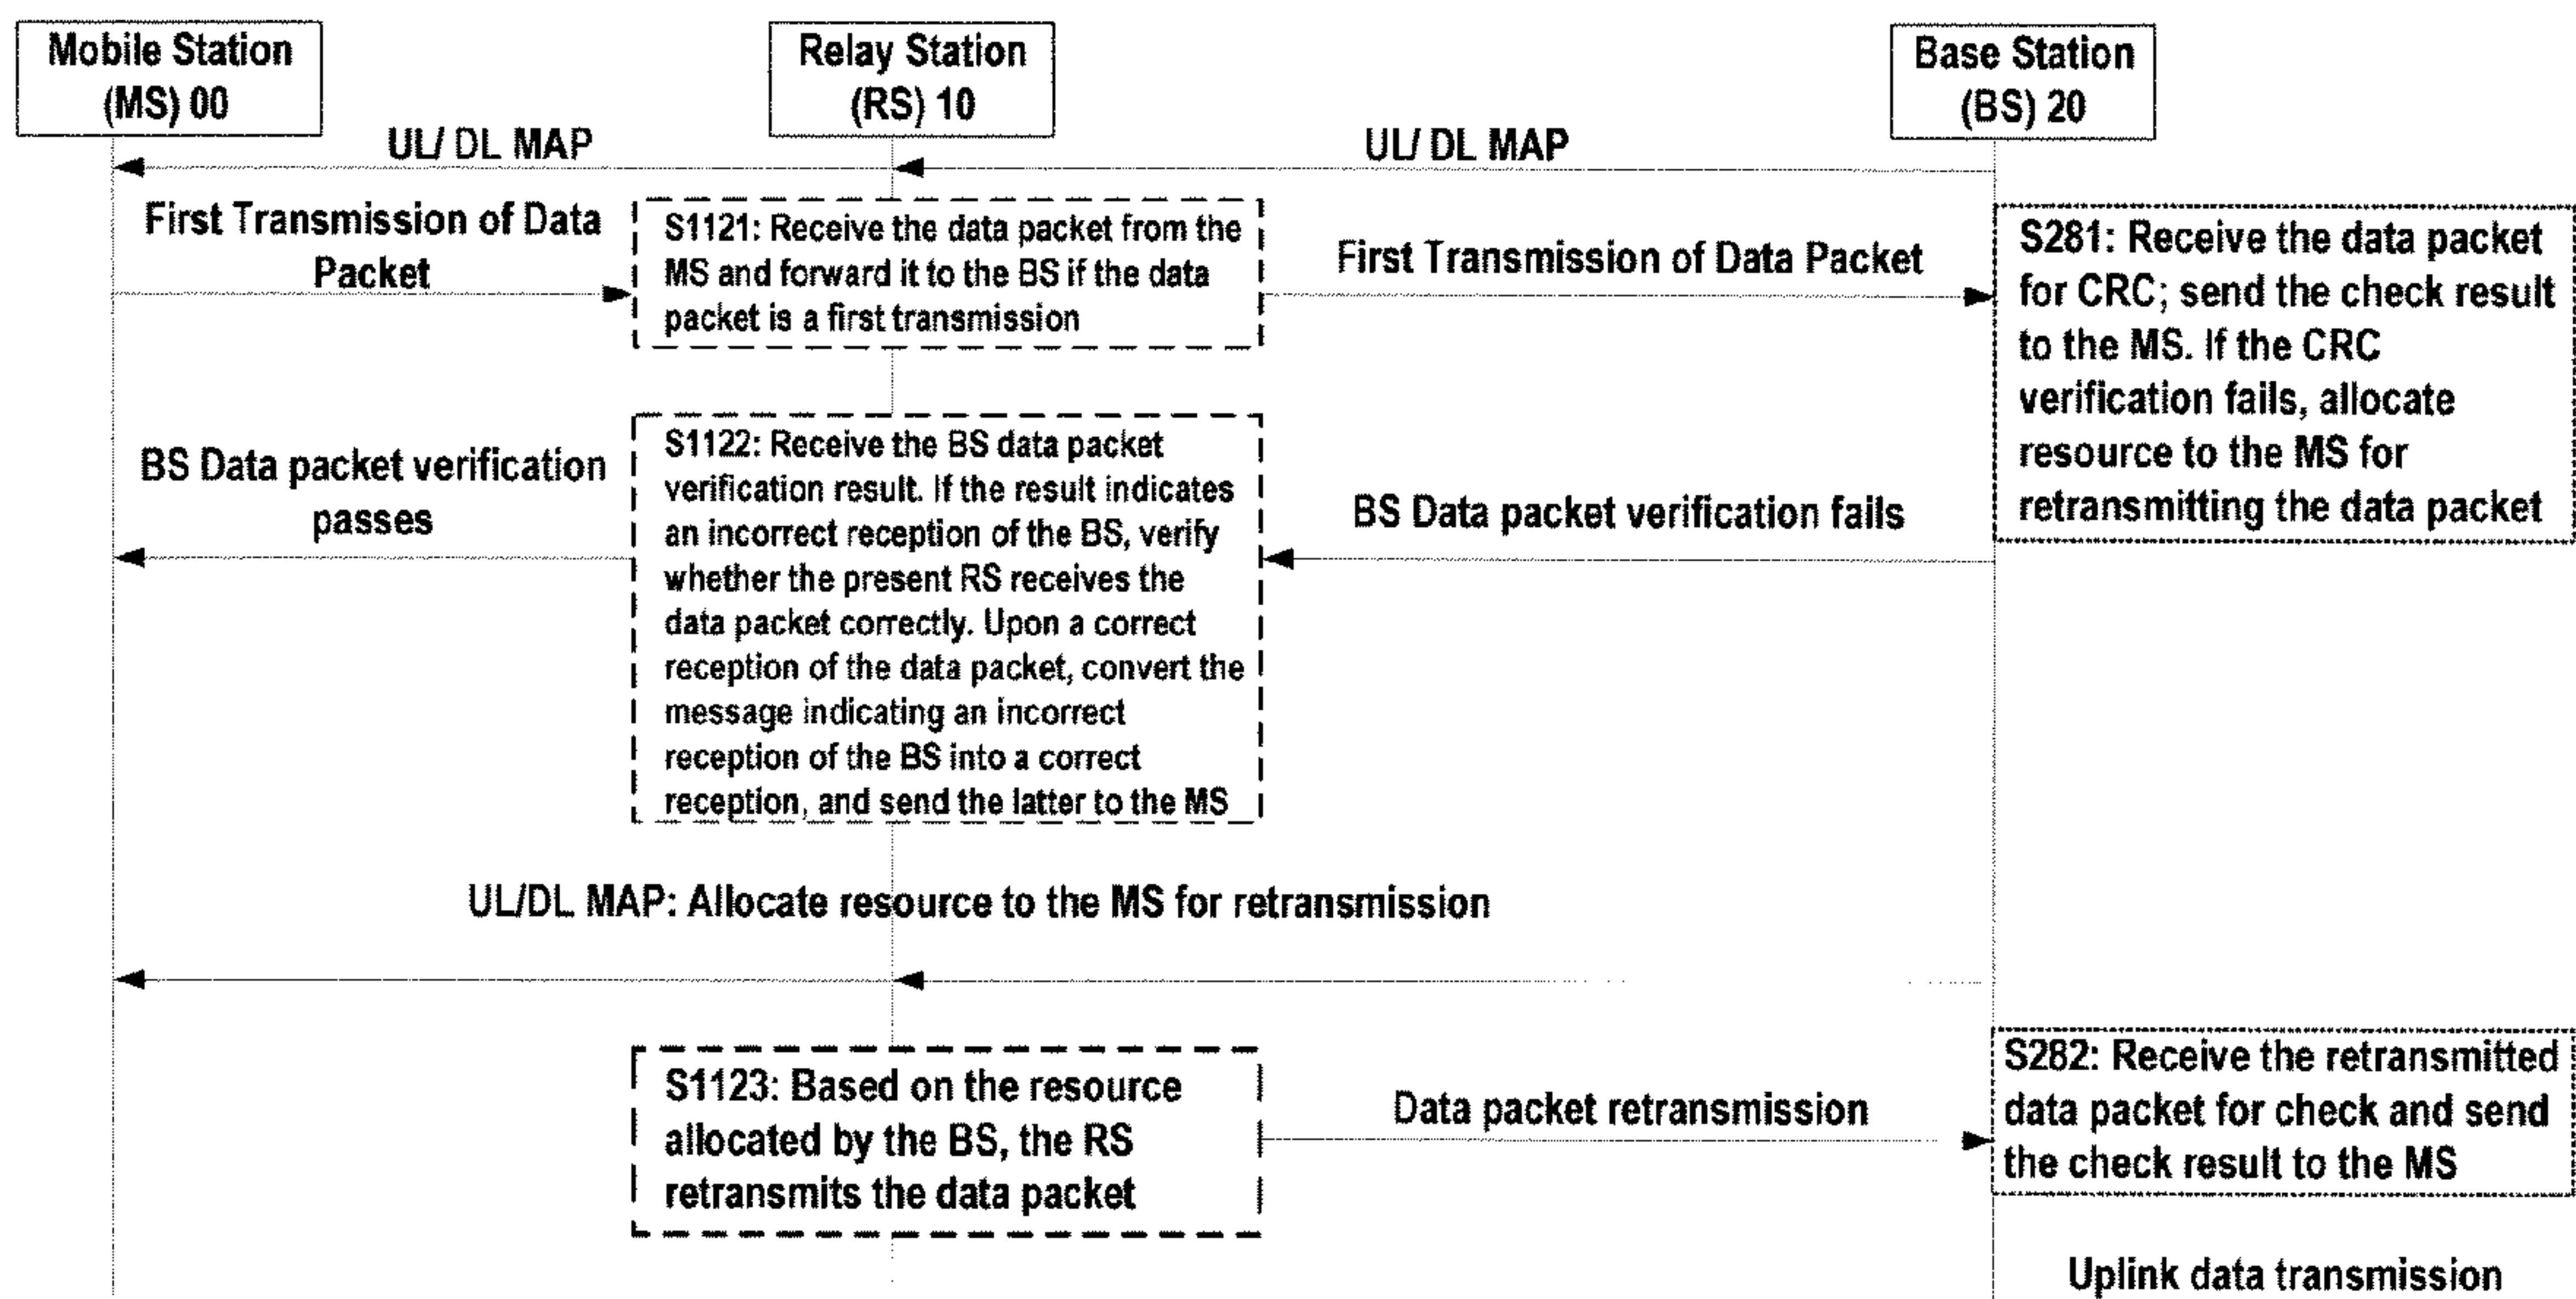 Mobile Station
(MS) 00
Relay Station
(RS) 10
Base Station
(BS) 20
UL/ DL MAP
UL/ DL MAP
First Transmission of Data
Packet
S1121: Receive the data packet from the
MS and forward it to the BS if the data
packet is a first transmission
First Transmission of Data Packet
S281: Receive the data packet
for CRC; send the check result
to the MS. If the CRC
verification fails, allocate
resource to the MS for
retransmitting the data packet
BS Data packet verification
passes
S1122: Receive the BS data packet
verification result. If the result indicates
an incorrect reception of the BS, verify
whether the present RS receives the
data packet correctly. Upon a correct
reception of the data packet, convert the
message indicating an incorrect
reception of the BS into a correct
reception, and send the latter to the MS
BS Data packet verification fails
UL/DL MAP: Allocate resource to the MS for retransmission
S1123: Based on the resource
allocated by the BS, the RS
retransmits the data packet
Data packet retransmission
S282: Receive the retransmitted
data packet for check and send
the check result to the MS
Uplink data transmission